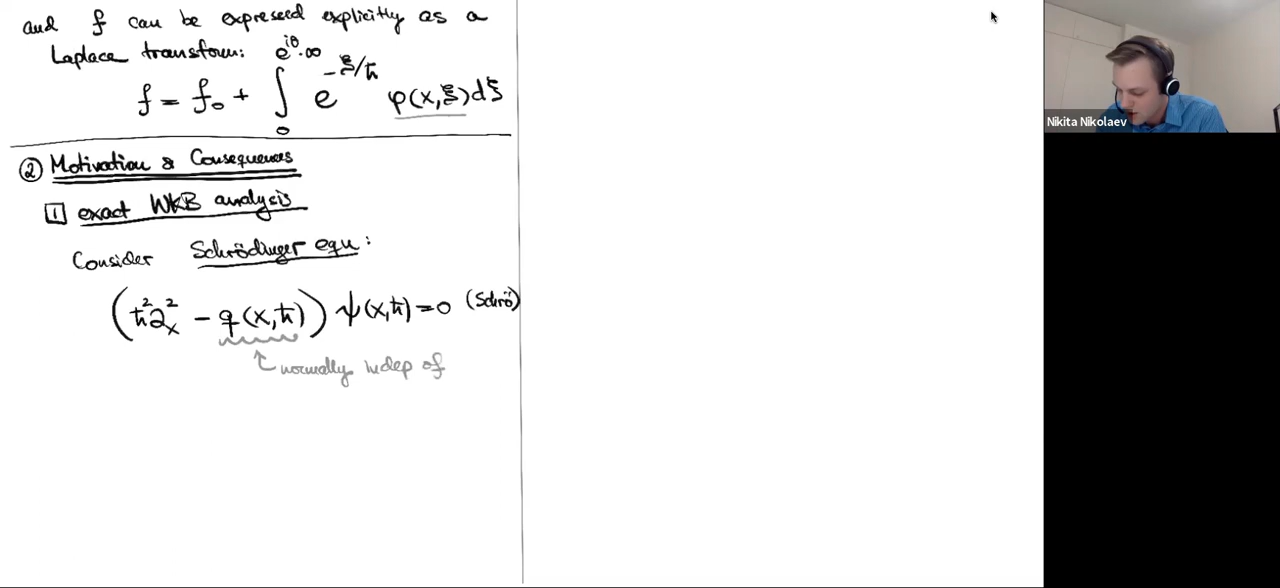 and f can be expressed explicitly as a
Laplace transform:
f = f₀ + ∫₀^{e^{iθ}·∞} e^{-ξ/ħ} φ(x,ξ)dξ
② Motivation & Consequences
1 exact WKB analysis
Consider Schrödinger equ:
(ħ²∂ₓ² − q(x,ħ)) ψ(x,ħ) = 0 (Schrö)
↑ normally indep of
Nikita Nikolaev